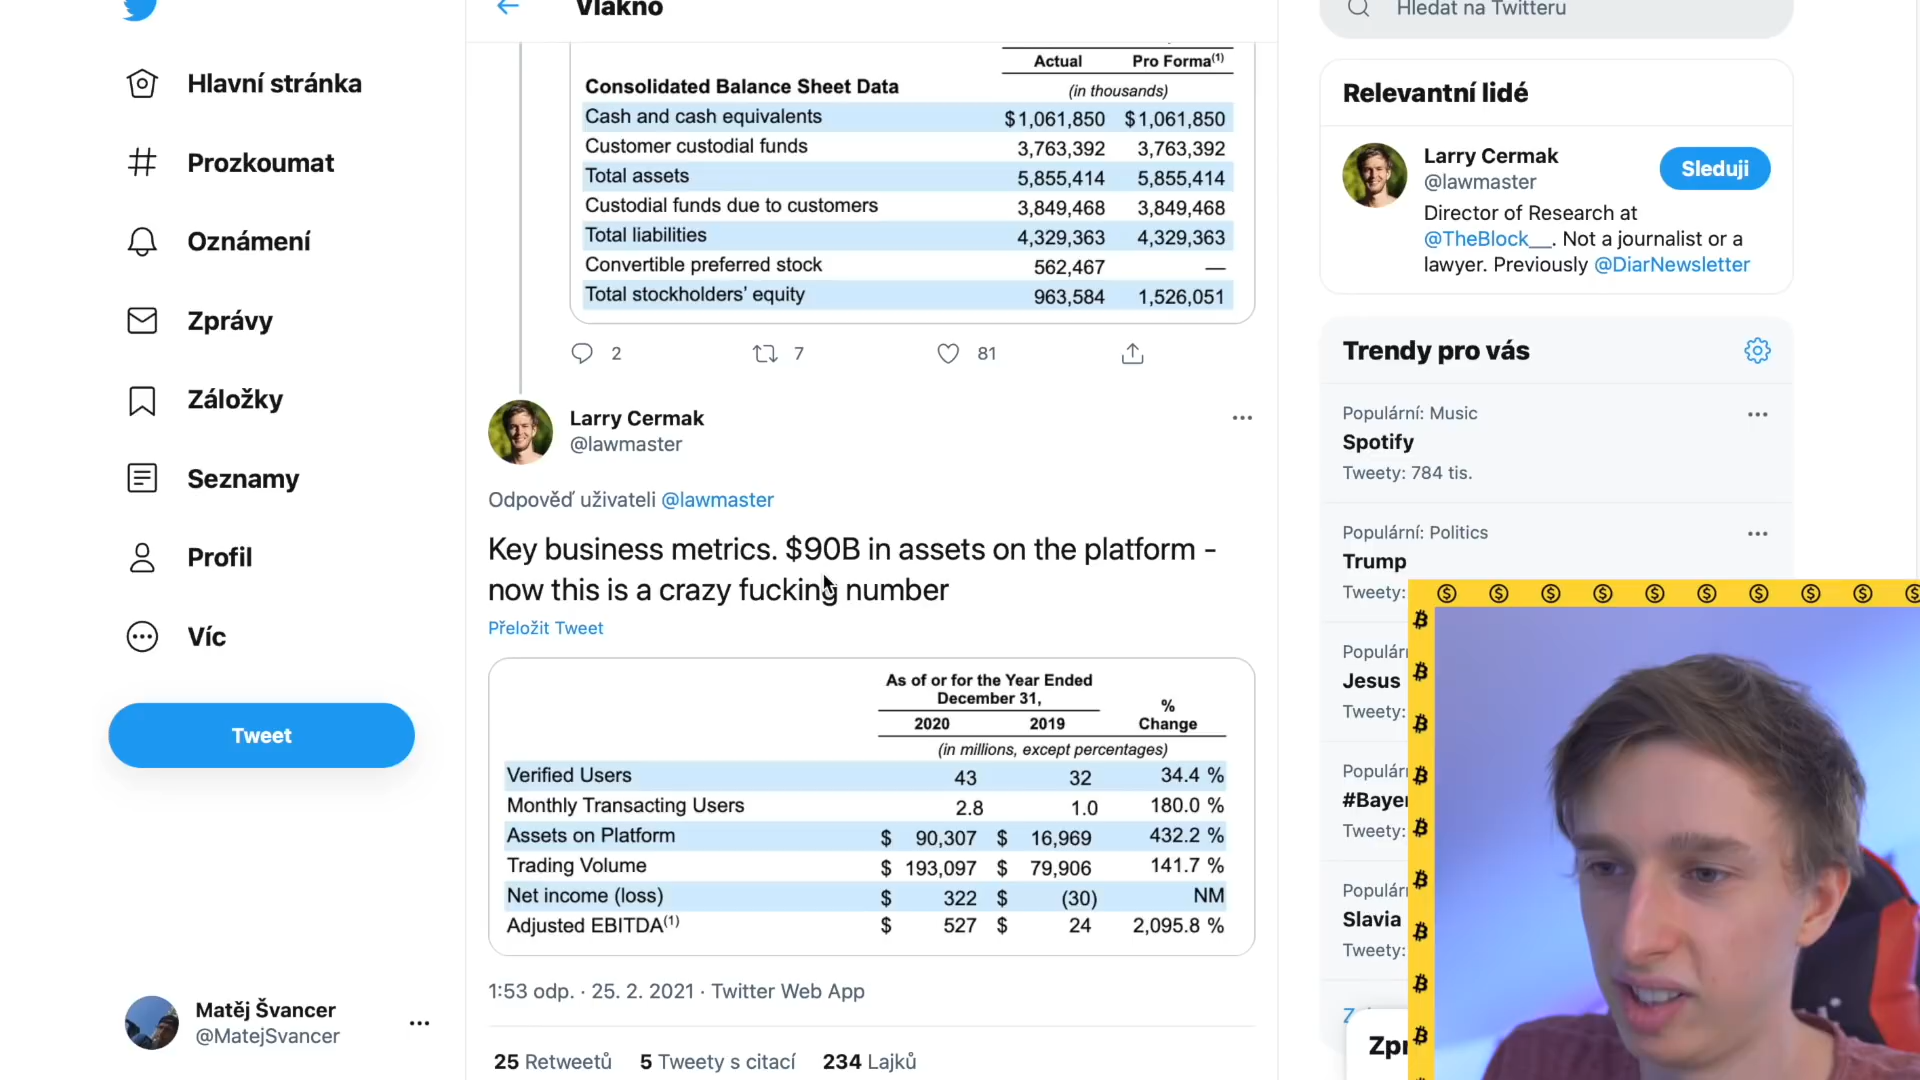 Vlákno
Hlavní stránka
Prozkoumat
Oznámení
Zprávy
Záložky
Seznamy
Profil
Víc
Tweet
Matěj Švancer
@MatejSvancer
Actual Pro Forma(1)
Consolidated Balance Sheet Data (in thousands)
Cash and cash equivalents $1,061,850 $1,061,850
Customer custodial funds 3,763,392 3,763,392
Total assets 5,855,414 5,855,414
Custodial funds due to customers 3,849,468 3,849,468
Total liabilities 4,329,363 4,329,363
Convertible preferred stock 562,467 —
Total stockholders' equity 963,584 1,526,051
2 7 81
Larry Cermak
@lawmaster
Odpověď uživateli @lawmaster
Key business metrics. $90B in assets on the platform -
now this is a crazy fucking number
Přeložit Tweet
As of or for the Year Ended
December 31,
% Change
2020 2019
(in millions, except percentages)
Verified Users 43 32 34.4 %
Monthly Transacting Users 2.8 1.0 180.0 %
Assets on Platform $ 90,307 $ 16,969 432.2 %
Trading Volume $ 193,097 $ 79,906 141.7 %
Net income (loss) $ 322 $ (30) NM
Adjusted EBITDA(1) $ 527 $ 24 2,095.8 %
1:53 odp. · 25. 2. 2021 · Twitter Web App
25 Retweetů 5 Tweety s citací 234 Lajků
Hledat na Twitteru
Relevantní lidé
Larry Cermak
@lawmaster
Sleduji
Director of Research at
@TheBlock__. Not a journalist or a
lawyer. Previously @DiarNewsletter
Trendy pro vás
Populární: Music
Spotify
Tweety: 784 tis.
Populární: Politics
Trump
Tweety:
Jesus
Tweety:
Tweety:
Slavia
Tweety: